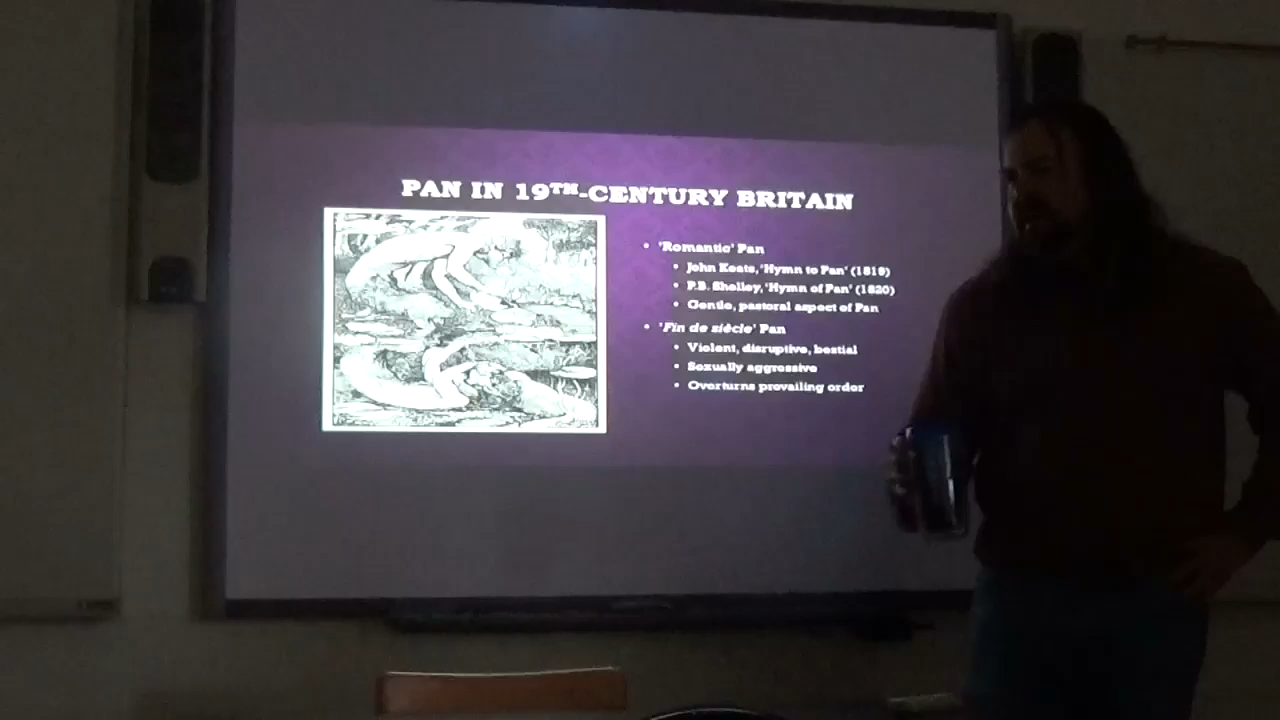 PAN IN 19TH-CENTURY BRITAIN
• 'Romantic' Pan
• John Keats, 'Hymn to Pan' (1819)
• P.B. Shelley, 'Hymn of Pan' (1820)
• Gentle, pastoral aspect of Pan
• 'Fin de siècle' Pan
• Violent, disruptive, bestial
• Sexually aggressive
• Overturns prevailing order